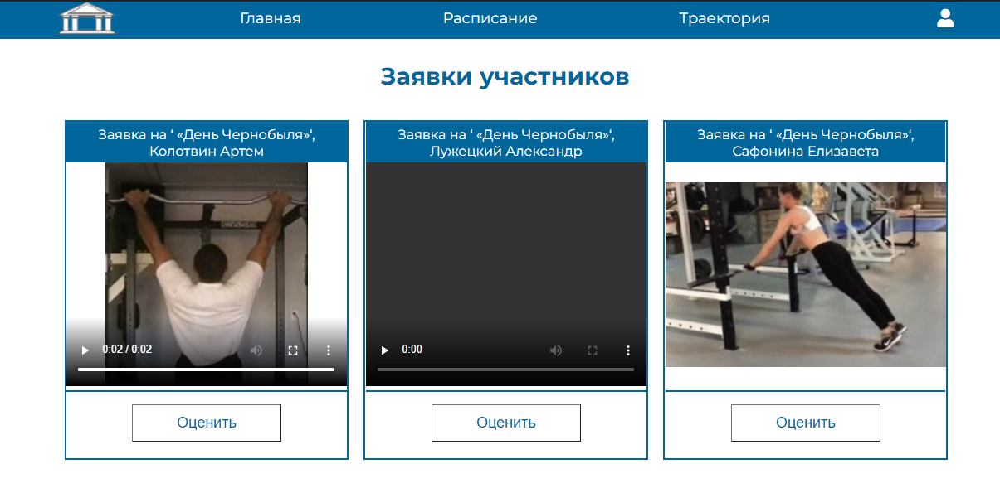 Главная Расписание Траектория
Заявки участников
Заявка на ‘ «День Чернобыля»‘,
Колотвин Артем
Заявка на ‘ «День Чернобыля»‘,
Лужецкий Александр
Заявка на ‘ «День Чернобыля»‘,
Сафонина Елизавета
0:02 / 0:02
0:00
Оценить
Оценить
Оценить